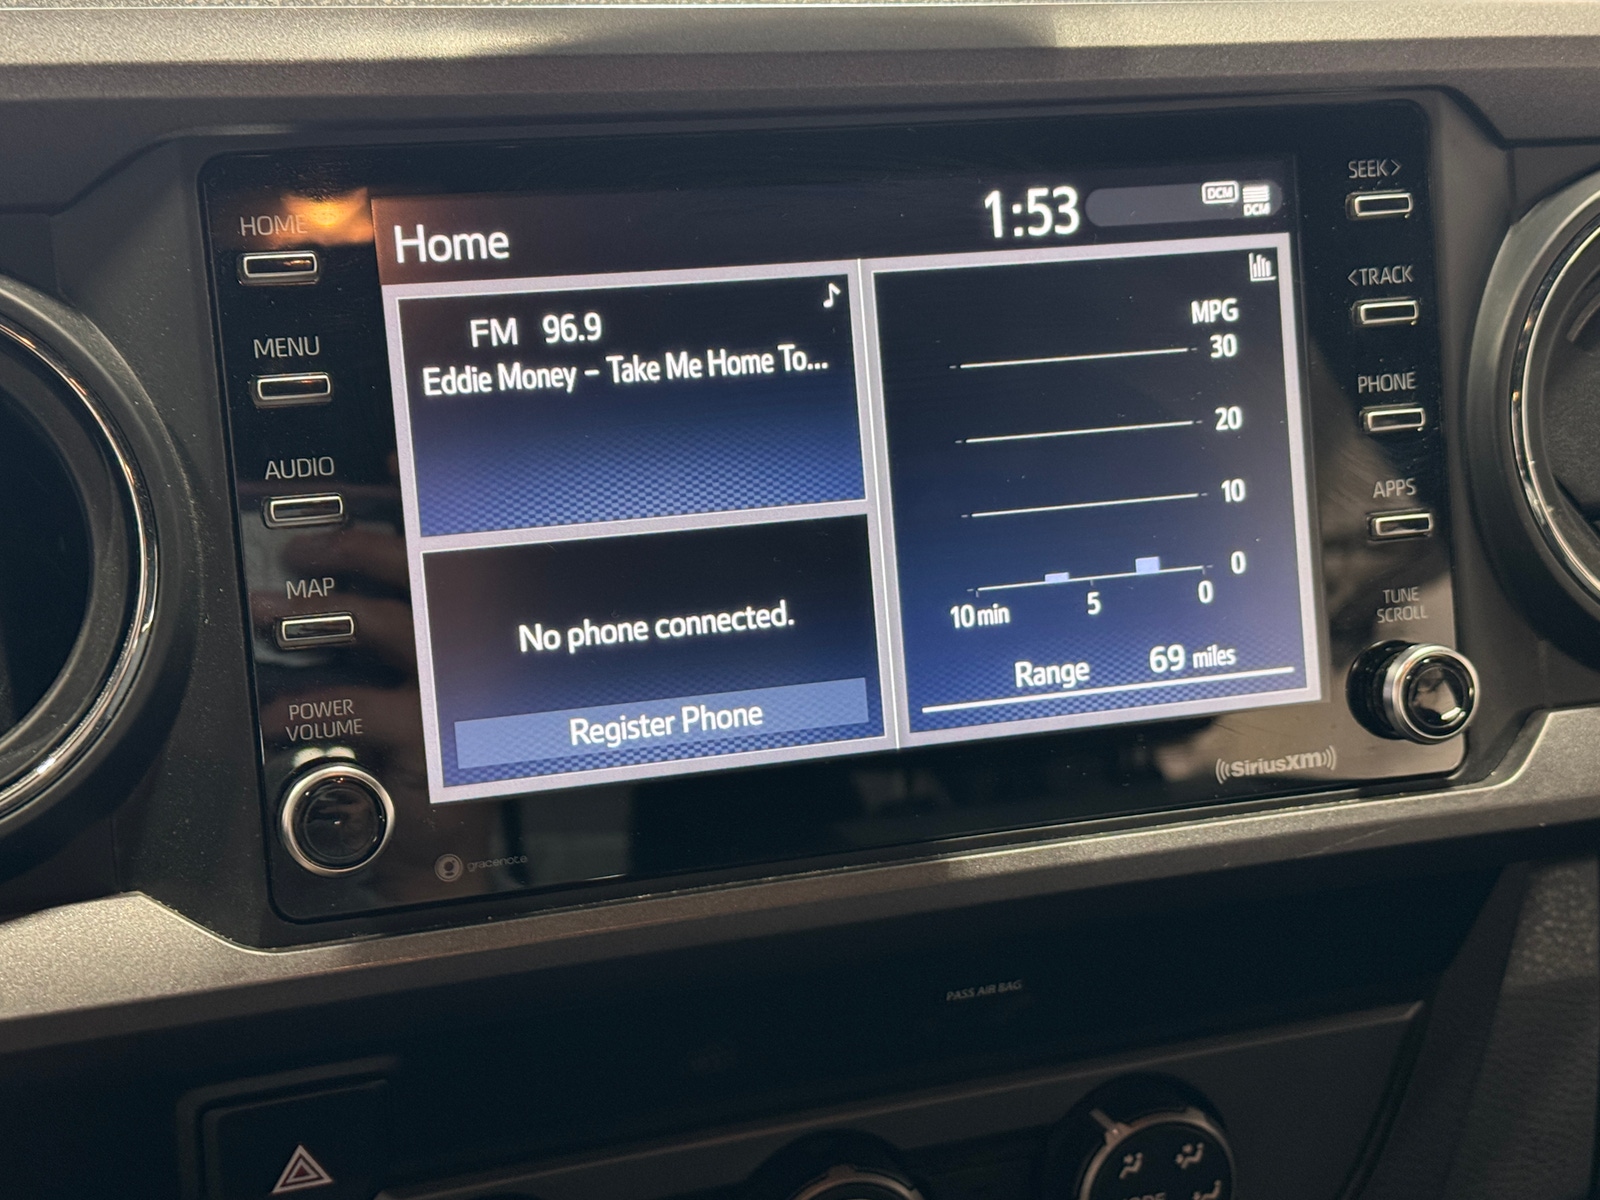 HOME
MENU
AUDIO
MAP
POWER
VOLUME
Home
1:53
DCM
DCM
FM 96.9
Eddie Money – Take Me Home To...
No phone connected.
Register Phone
MPG
30
20
10
0
10min 5 0
Range 69 miles
SEEK>
<TRACK
PHONE
APPS
TUNE
SCROLL
((SiriusXM))
gracenote
PASS AIR BAG